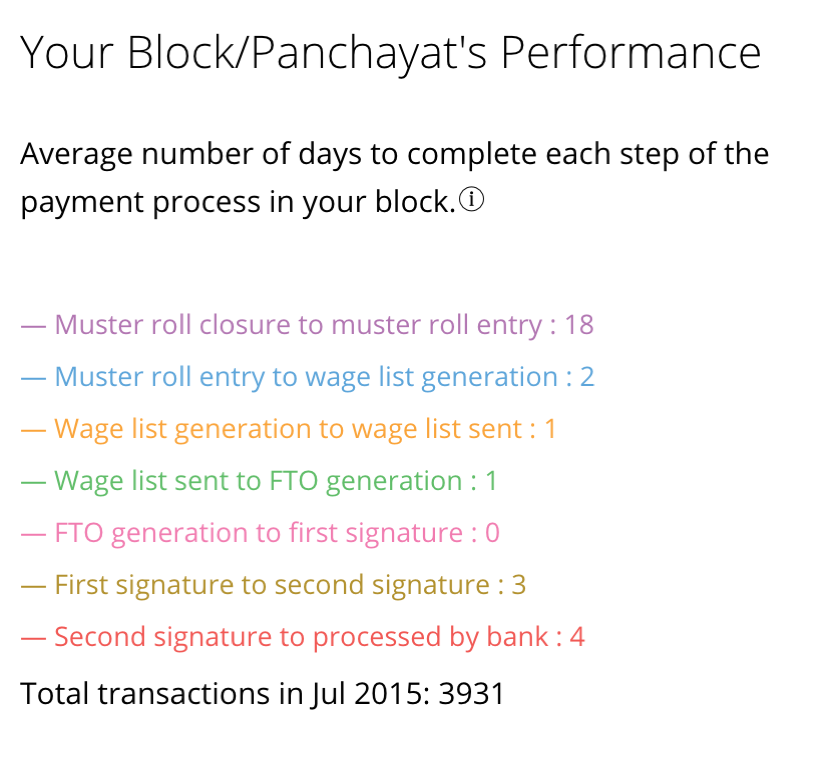 Your Block/Panchayat's Performance
Average number of days to complete each step of the
payment process in your block.ⓘ
— Muster roll closure to muster roll entry : 18
— Muster roll entry to wage list generation : 2
— Wage list generation to wage list sent : 1
— Wage list sent to FTO generation : 1
— FTO generation to first signature : 0
— First signature to second signature : 3
— Second signature to processed by bank : 4
Total transactions in Jul 2015: 3931